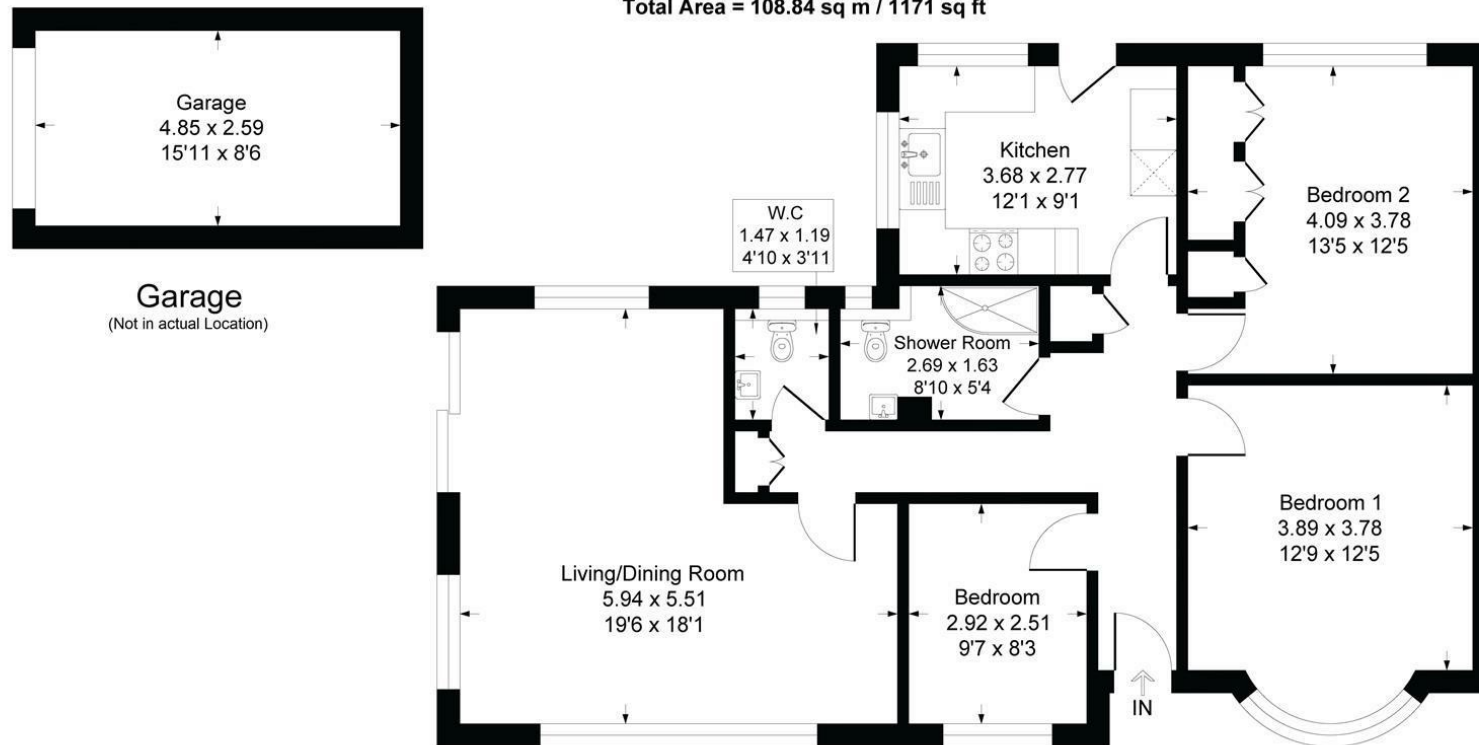 Total Area = 108.84 sq m / 1171 sq ft
Garage
4.85 x 2.59
15'11 x 8'6
Garage
(Not in actual Location)
Kitchen
3.68 x 2.77
12'1 x 9'1
Bedroom 2
4.09 x 3.78
13'5 x 12'5
W.C
1.47 x 1.19
4'10 x 3'11
Shower Room
2.69 x 1.63
8'10 x 5'4
Living/Dining Room
5.94 x 5.51
19'6 x 18'1
Bedroom
2.92 x 2.51
9'7 x 8'3
Bedroom 1
3.89 x 3.78
12'9 x 12'5
IN